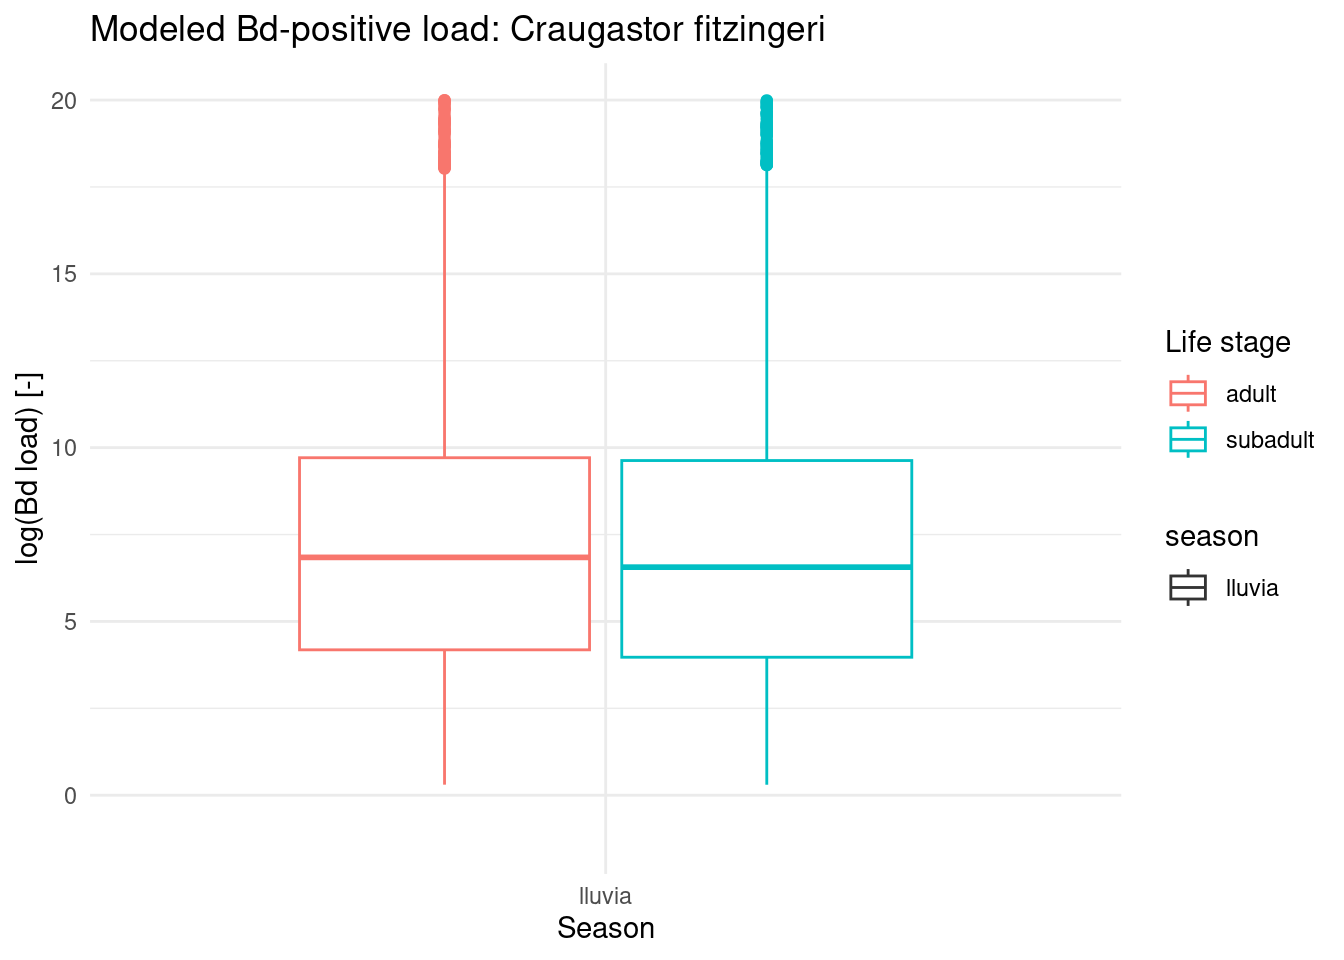 Modeled Bd-positive load: Craugastor fitzingeri
20
15
10
5
0
log(Bd load) [-]
lluvia
Season
Life stage
adult
subadult
season
lluvia